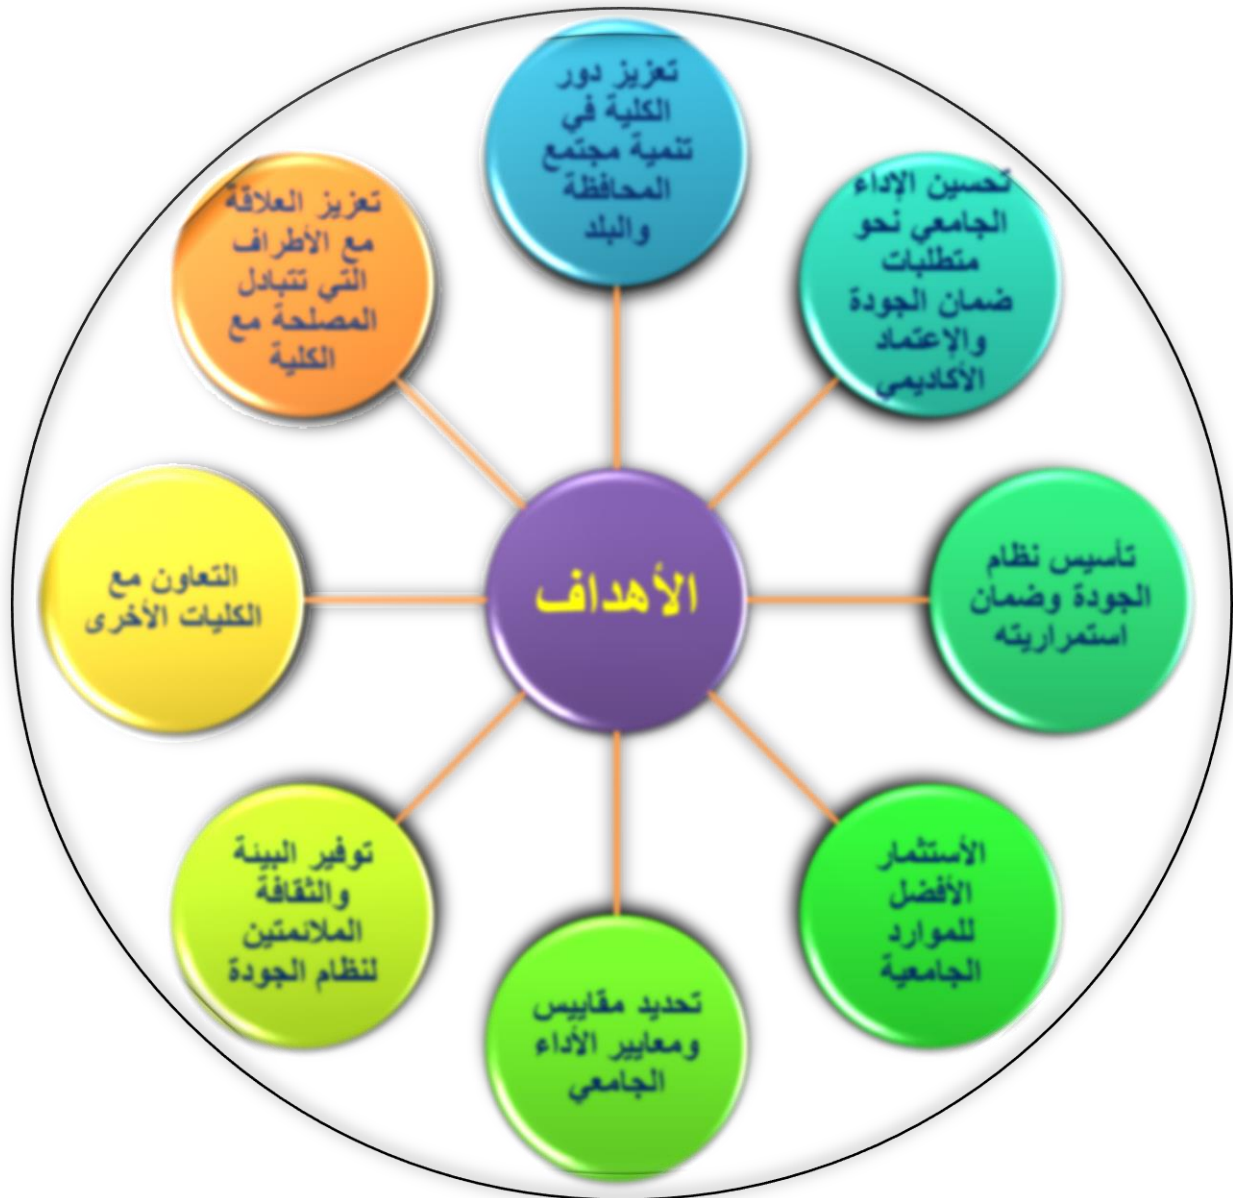 تعزيز دور
الكلية في
تنمية مجتمع
المحافظة
والبلد
تحسين الإداء
الجامعي نحو
متطلبات
ضمان الجودة
والإعتماد
الأكاديمي
تأسيس نظام
الجودة وضمان
استمراريته
الأستثمار
الأفضل
للموارد
الجامعية
تحديد مقاييس
ومعايير الأداء
الجامعي
توفير البيئة
والثقافة
الملائمتين
لنظام الجودة
التعاون مع
الكليات الأخرى
تعزيز العلاقة
مع الأطراف
التي تتبادل
المصلحة مع
الكلية
الأهداف